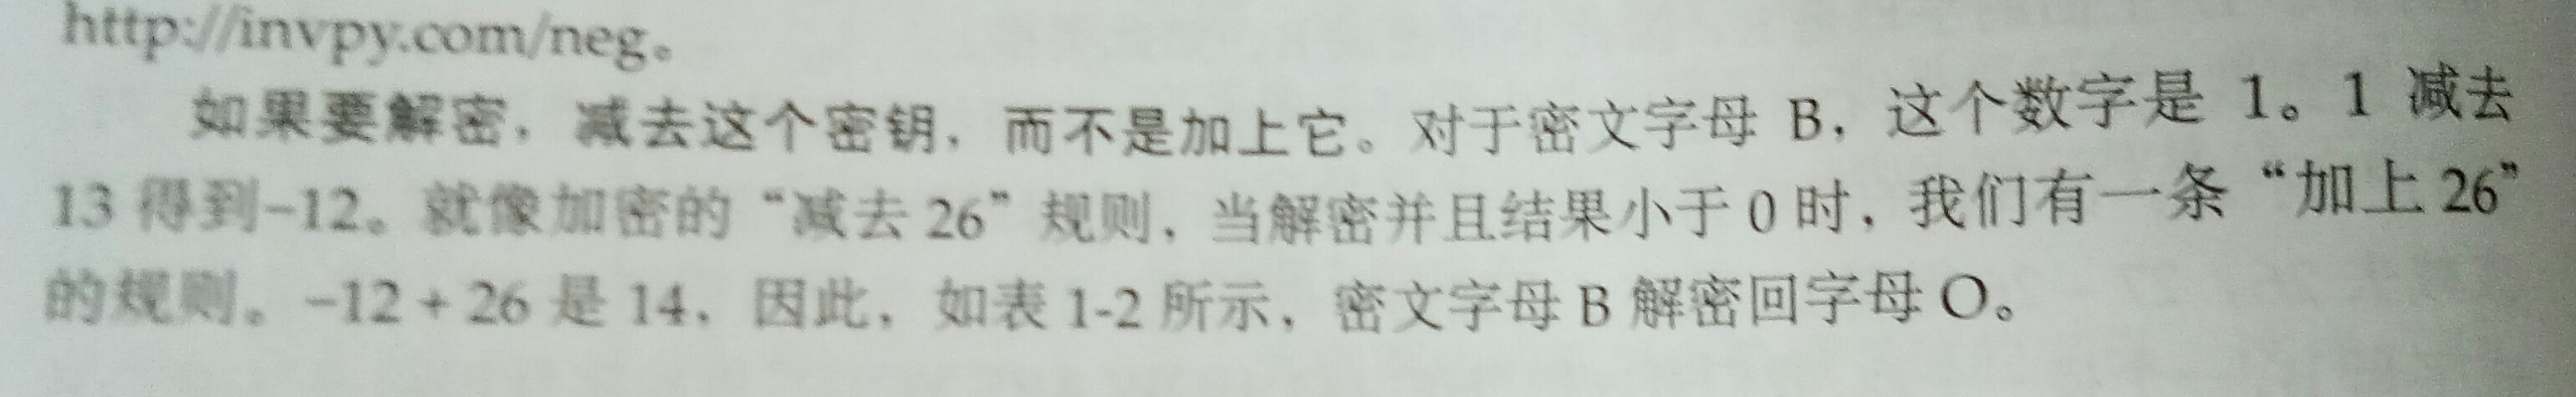 http://invpy.com/neg。
如果要解密，减去这个密钥，而不是加上它。对于密文字母 B，这个数字是 1。1 减去
13 得到-12。就像加密的“减去 26”规则，当解密并且结果小于 0 时，我们有一条“加上 26”
的规则。-12 + 26 是 14，因此，如表 1-2 所示，密文字母 B 解密回字母 O。